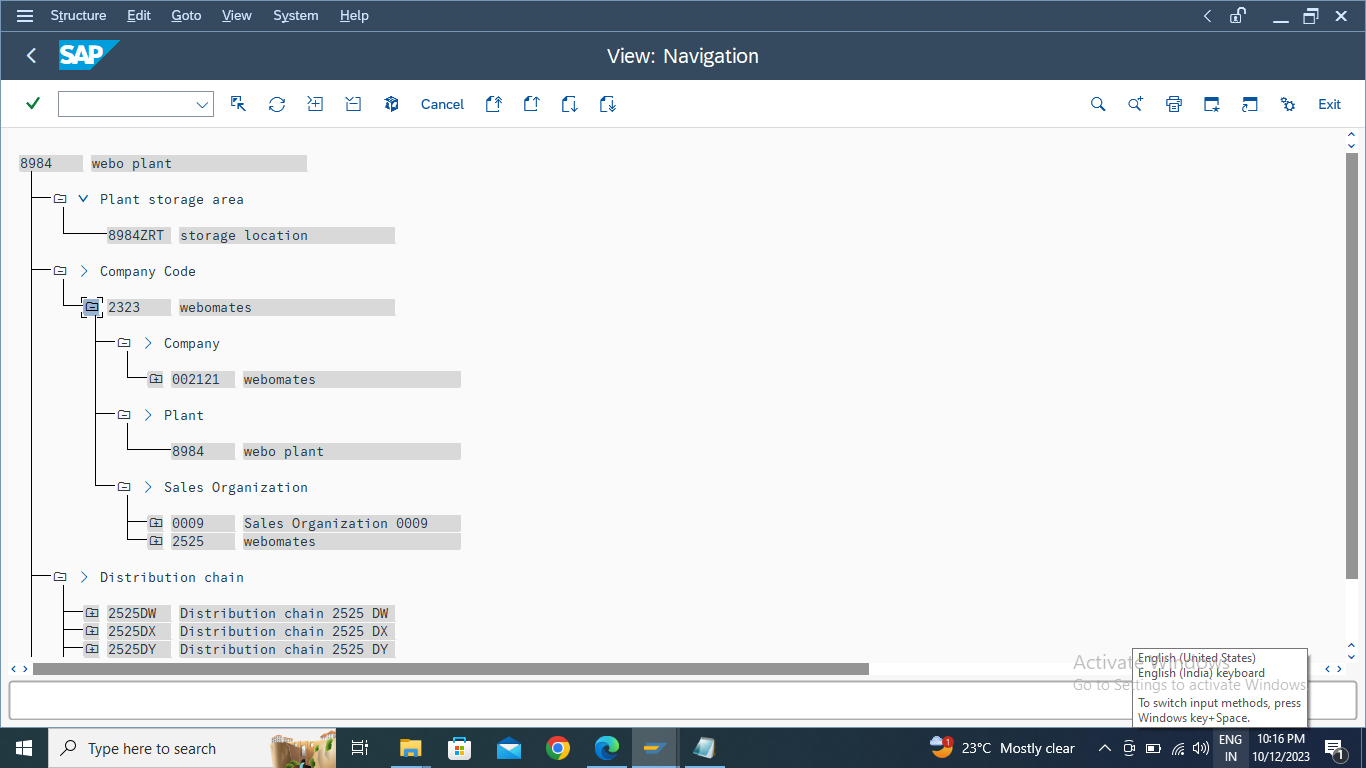 Structure Edit Goto View System Help
SAP View: Navigation
Cancel Exit
8984 webo plant
Plant storage area
8984ZRT storage location
Company Code
2323 webomates
Company
002121 webomates
Plant
8984 webo plant
Sales Organization
0009 Sales Organization 0009
2525 webomates
Distribution chain
2525DW Distribution chain 2525 DW
2525DX Distribution chain 2525 DX
2525DY Distribution chain 2525 DY
Activate Windows
Go to Settings to activate Windows
English (United States)
English (India) keyboard
To switch input methods, press
Windows key+Space.
Type here to search
1 23°C Mostly clear
ENG
IN
10:16 PM
10/12/2023
1